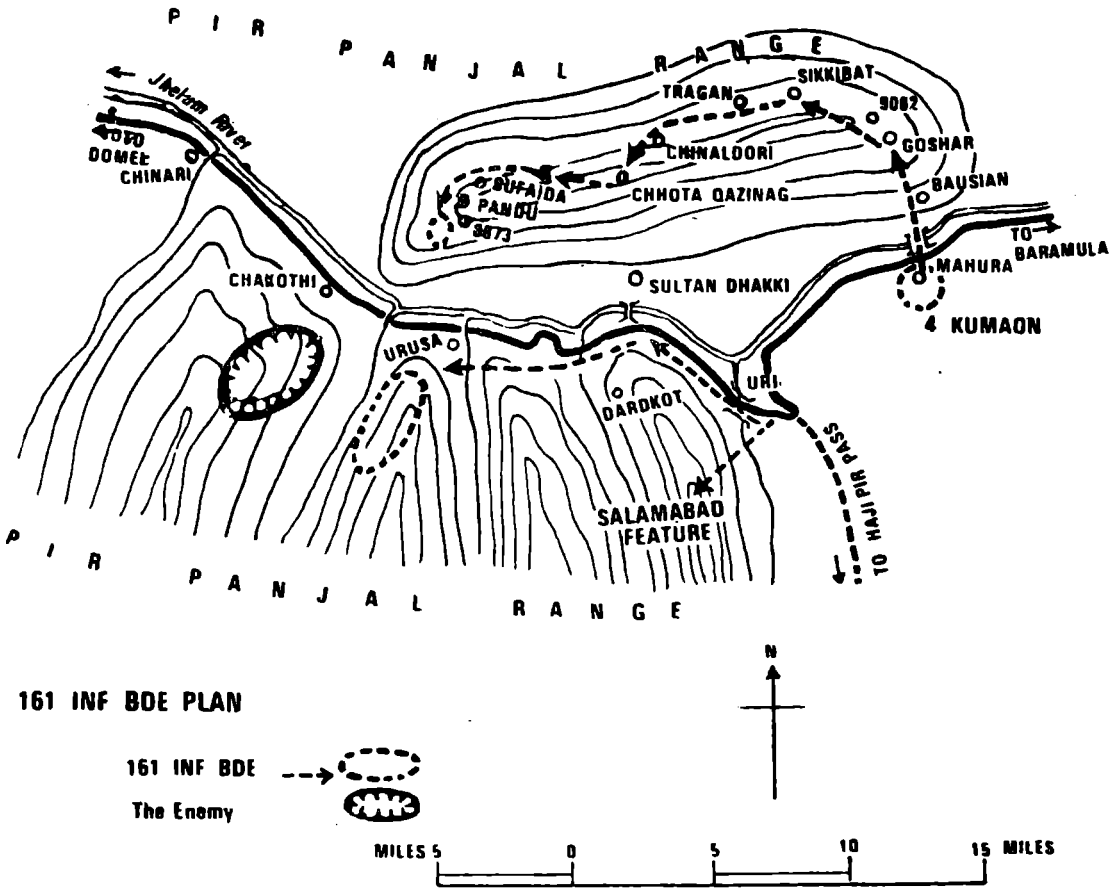 PIR PANJAL RANGE
Jhelum River
TO
DOMEL
CHINARI
TRAGAN
SIKKIBAT
9062
GOSHAR
CHINALDORI
BAUSIAN
SUFAIDA
PANDU
CHHOTA QAZINAG
TO
BARAMULA
MAHURA
4 KUMAON
CHAKOTHI
SULTAN DHAKKI
URUSA
URI
DARDKOT
SALAMABAD
FEATURE
TO HAJI PIR PASS
PIR PANJAL RANGE
N
161 INF BDE PLAN
161 INF BDE
The Enemy
MILES 5 0 5 10 15 MILES